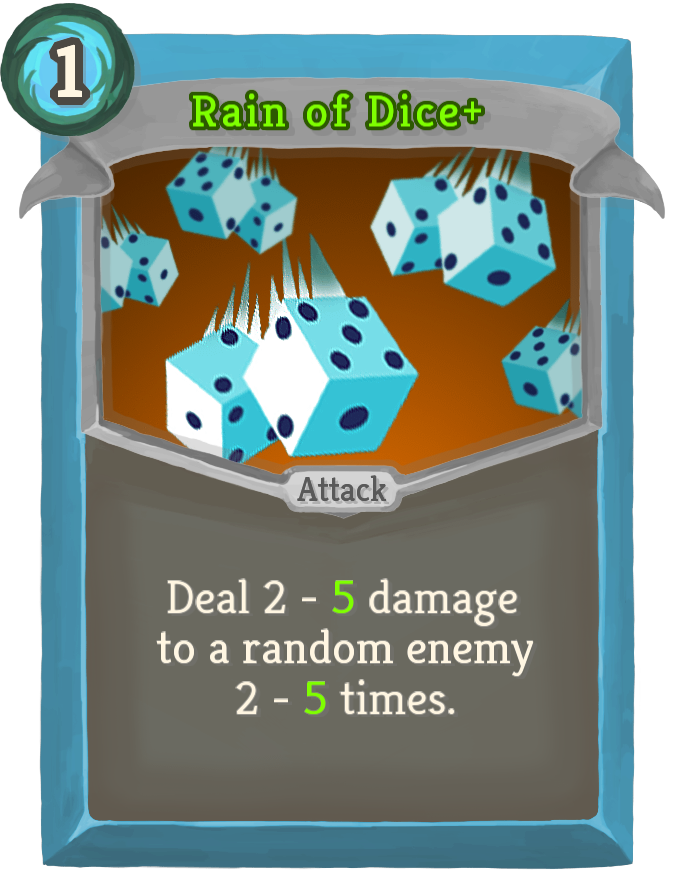 1
Rain of Dice+
Attack
Deal 2 - 5 damage
to a random enemy
2 - 5 times.